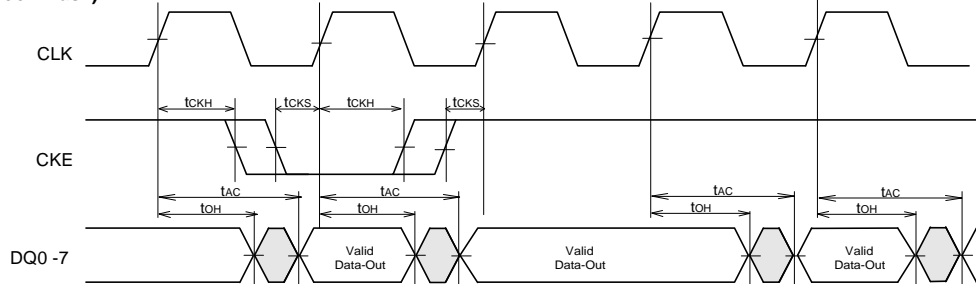 CLK
tCKH tCKS tCKH tCKS
CKE
tAC tAC tAC tAC
tOH tOH tOH tOH
DQ0 -7
Valid Data-Out
Valid Data-Out
Valid Data-Out